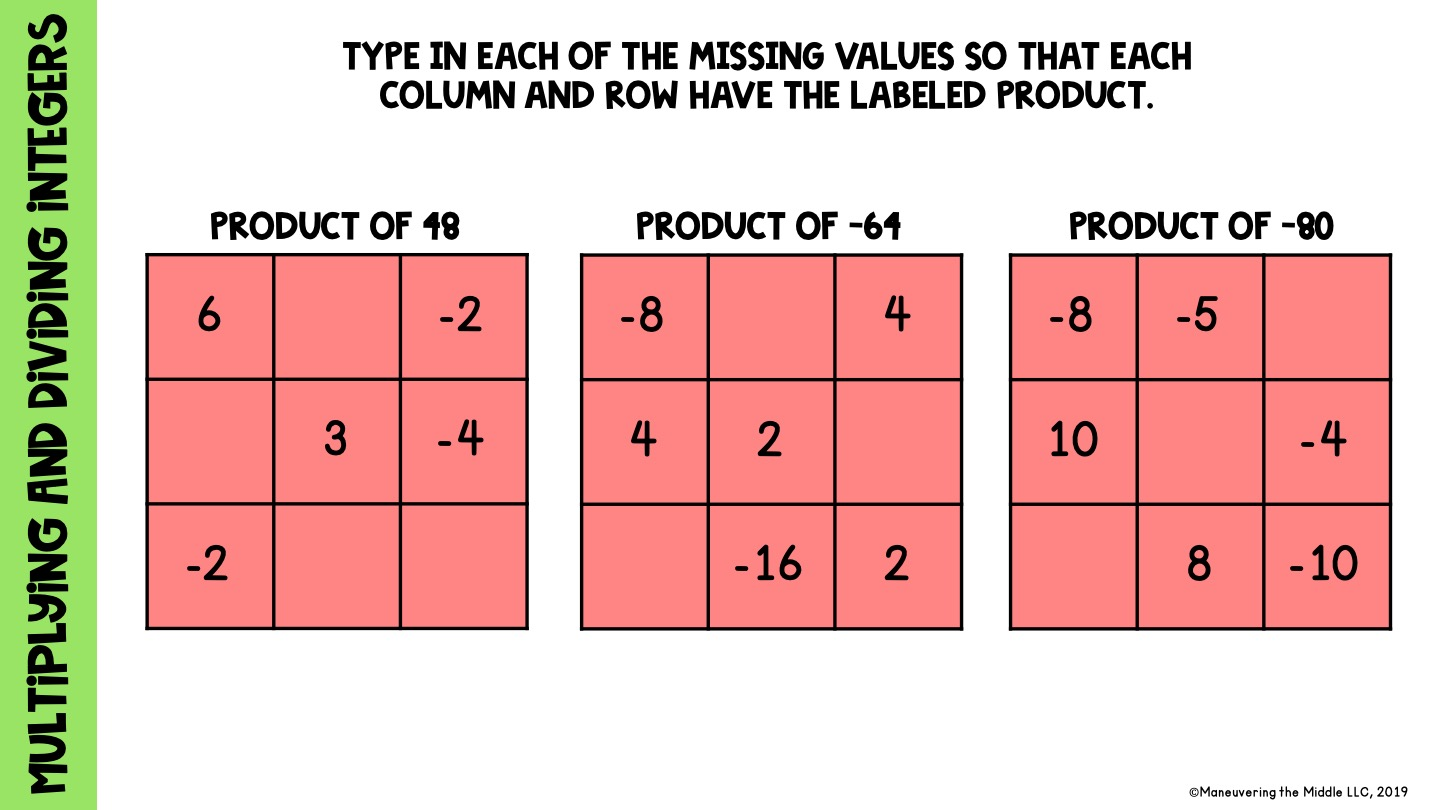 MULTIPLYING AND DIVIDING INTEGERS
TYPE IN EACH OF THE MISSING VALUES SO THAT EACH
COLUMN AND ROW HAVE THE LABELED PRODUCT.
PRODUCT OF 48
6 -2
3 -4
-2
PRODUCT OF -64
-8 4
4 2
-16 2
PRODUCT OF -80
-8 -5
10 -4
8 -10
©Maneuvering the Middle LLC, 2019